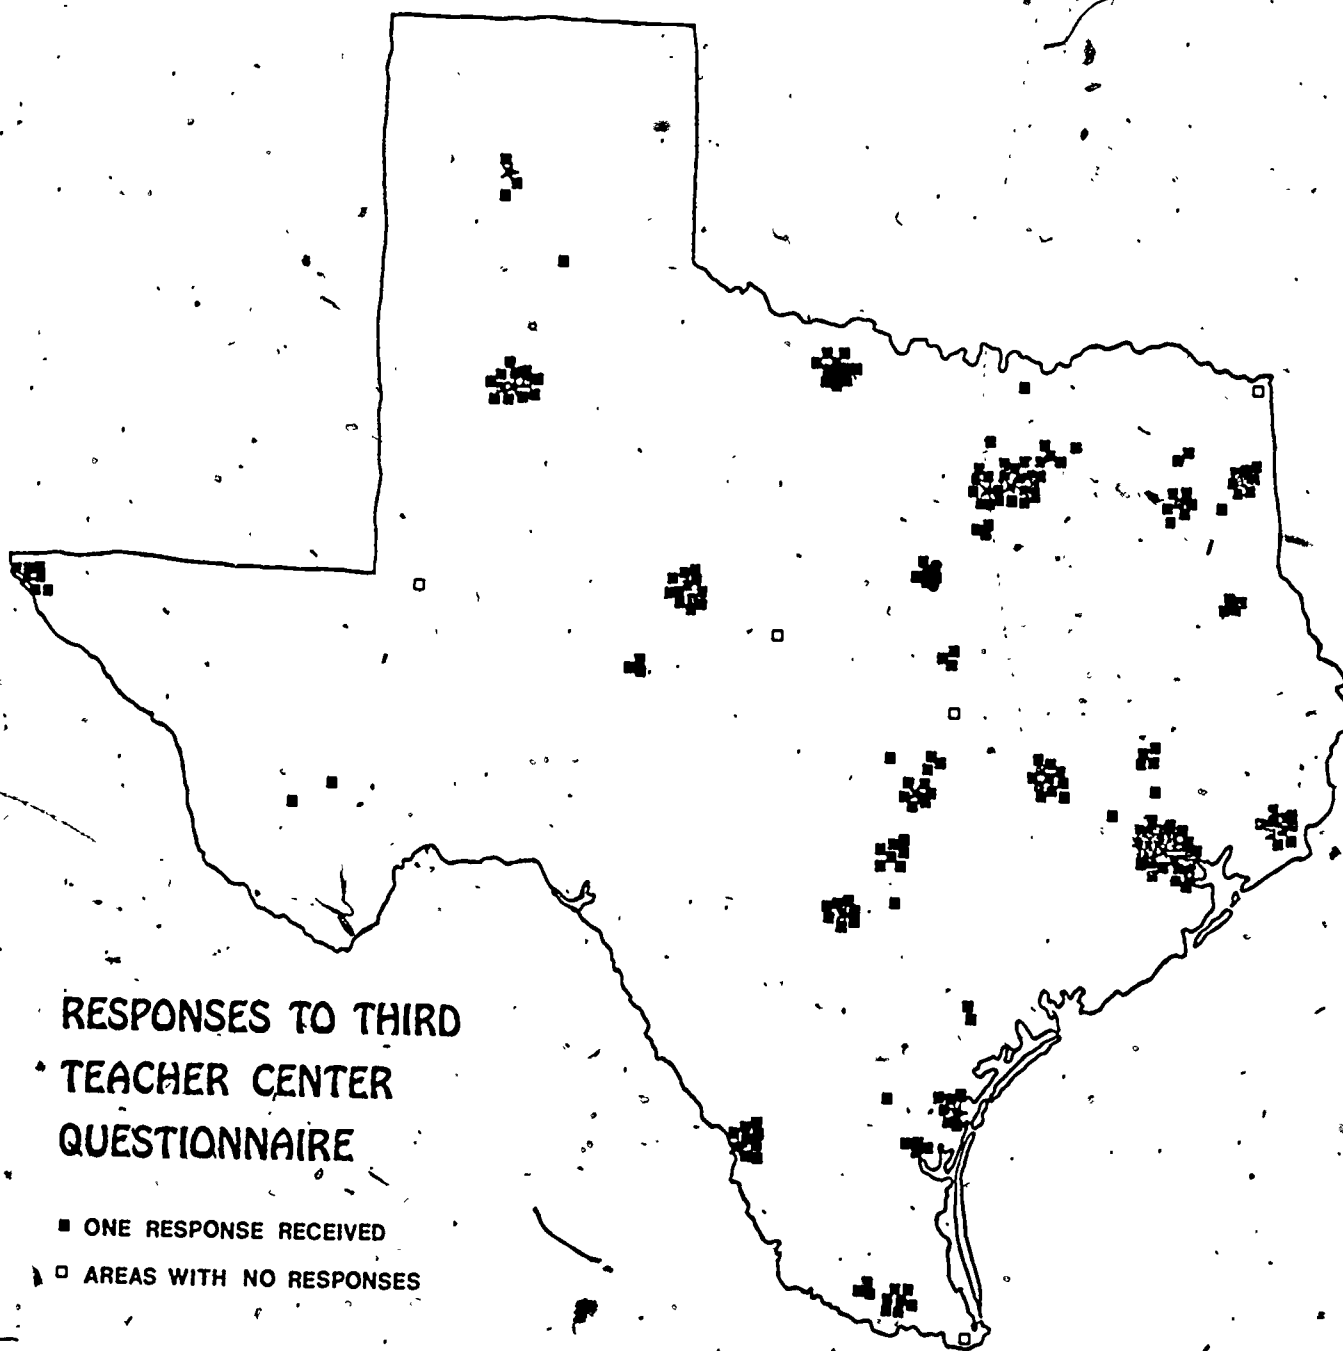 RESPONSES TO THIRD
TEACHER CENTER
QUESTIONNAIRE
ONE RESPONSE RECEIVED
AREAS WITH NO RESPONSES